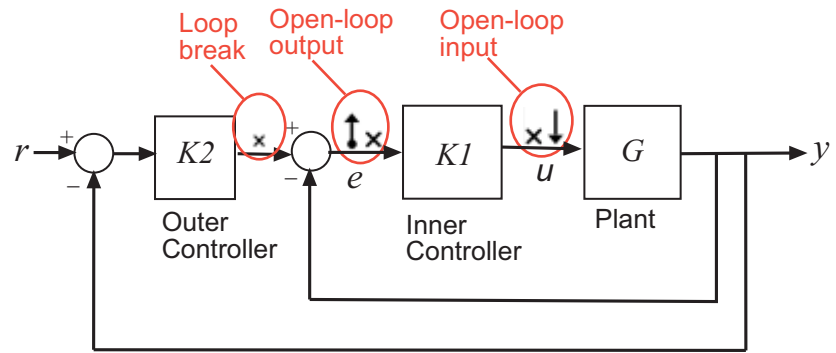 Loop
break
Open-loop
output
Open-loop
input
r
+
−
K2
+
−
e
K1
u
G
y
Outer
Controller
Inner
Controller
Plant